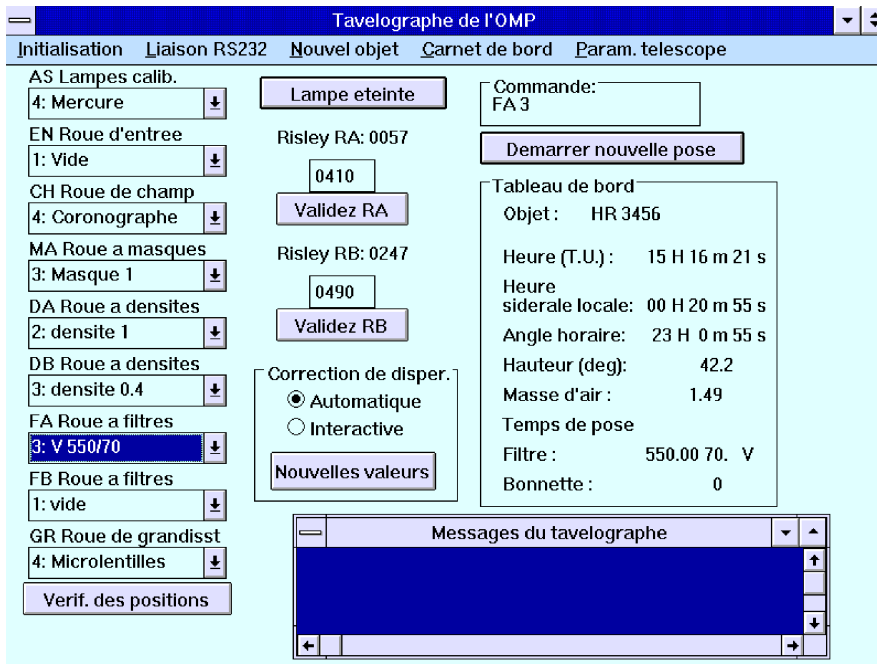 Tavelographe de l'OMP
Initialisation Liaison RS232 Nouvel objet Carnet de bord Param. telescope
AS Lampes calib.
4: Mercure
EN Roue d'entree
1: Vide
CH Roue de champ
4: Coronographe
MA Roue a masques
3: Masque 1
DA Roue a densites
2: densite 1
DB Roue a densites
3: densite 0.4
FA Roue a filtres
3: V 550/70
FB Roue a filtres
1: vide
GR Roue de grandisst
4: Microlentilles
Verif. des positions
Lampe eteinte
Risley RA: 0057
0410
Validez RA
Risley RB: 0247
0490
Validez RB
Correction de disper.
Automatique
Interactive
Nouvelles valeurs
Commande:
FA 3
Demarrer nouvelle pose
Tableau de bord
Objet : HR 3456
Heure (T.U.) : 15 H 16 m 21 s
Heure
siderale locale: 00 H 20 m 55 s
Angle horaire: 23 H 0 m 55 s
Hauteur (deg): 42.2
Masse d'air : 1.49
Temps de pose
Filtre : 550.00 70. V
Bonnette : 0
Messages du tavelographe